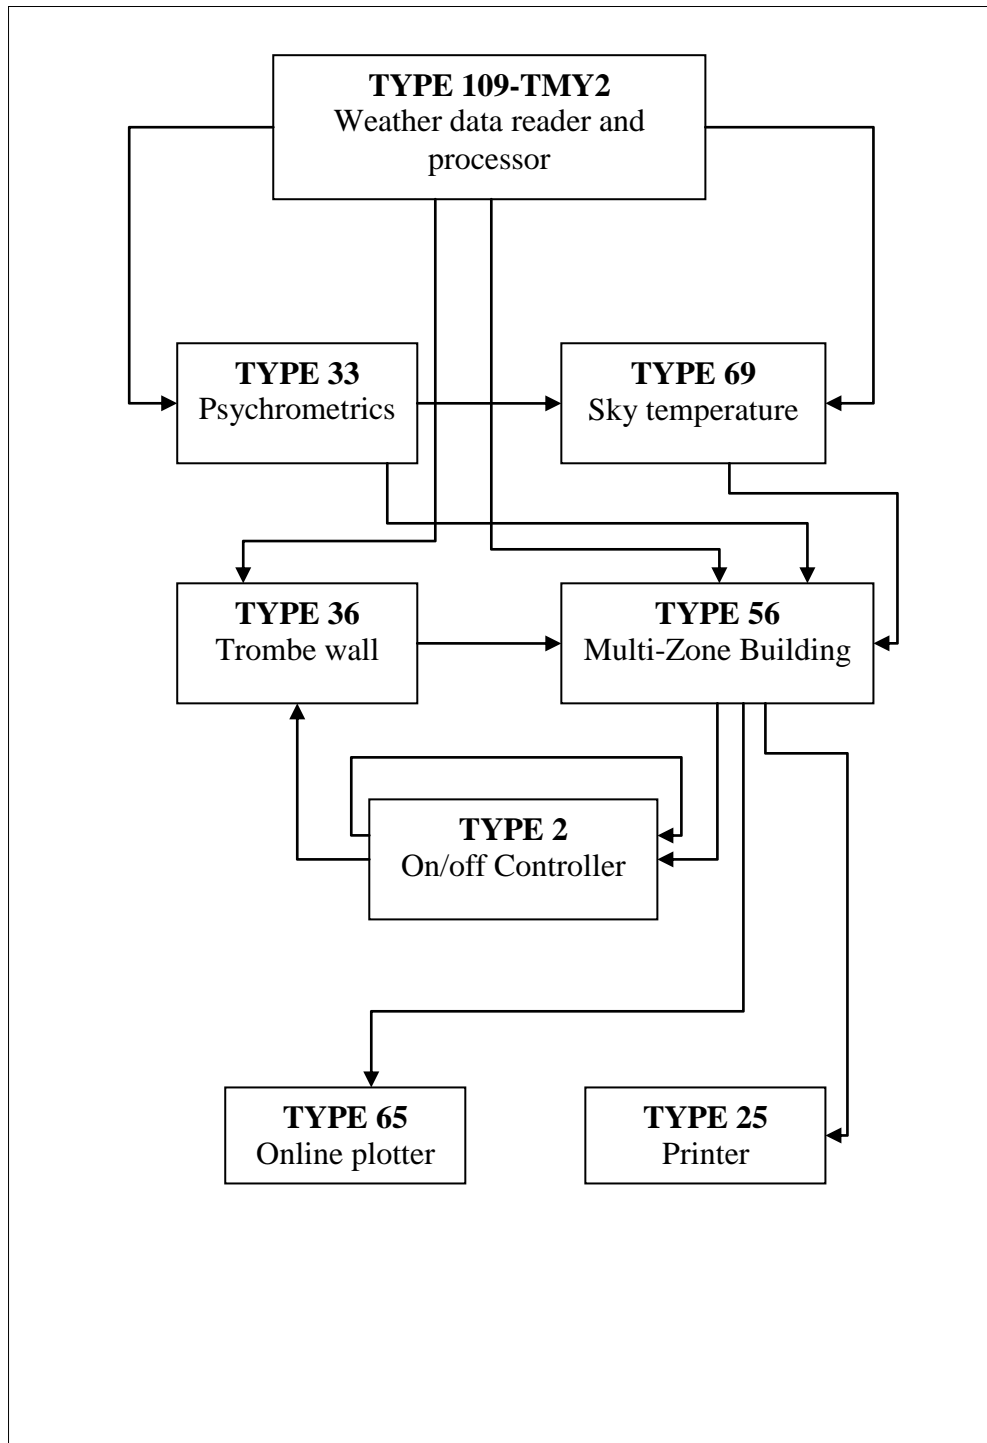 TYPE 109-TMY2
Weather data reader and
processor
TYPE 33
Psychrometrics
TYPE 69
Sky temperature
TYPE 36
Trombe wall
TYPE 56
Multi-Zone Building
TYPE 2
On/off Controller
TYPE 65
Online plotter
TYPE 25
Printer